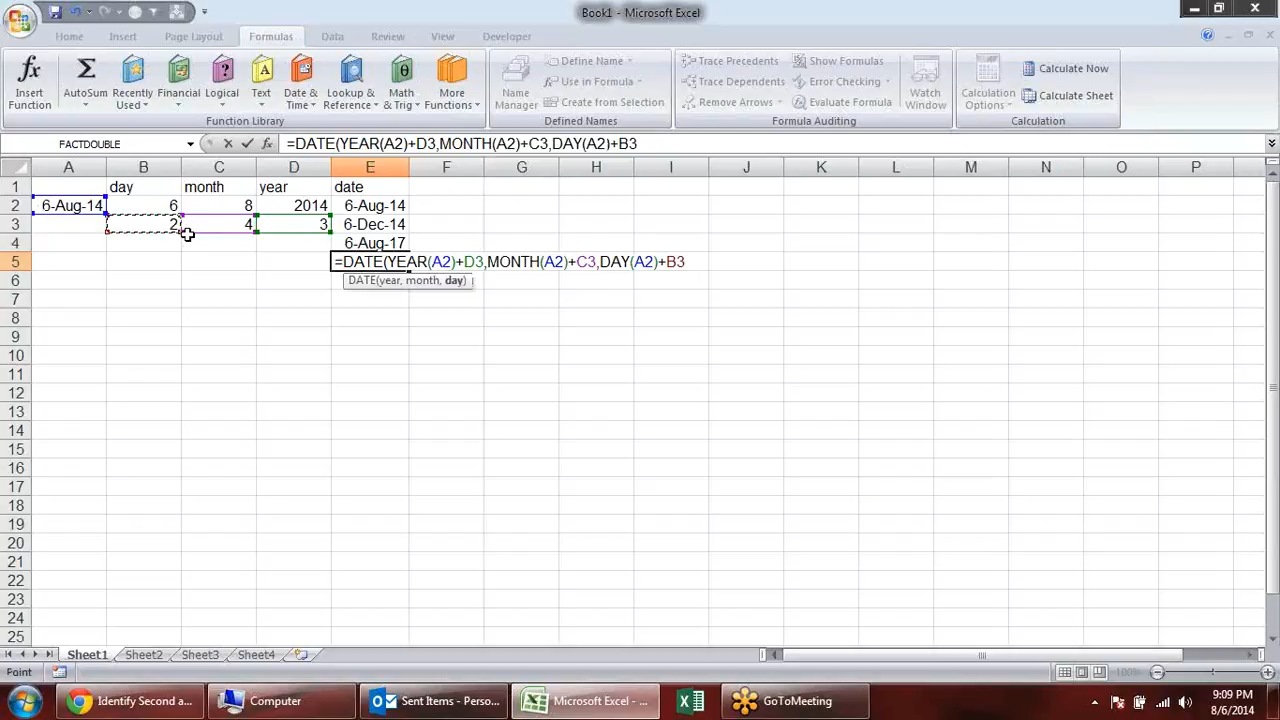 Book1 - Microsoft Excel
Home Insert Page Layout Formulas Data Review View Developer
fx Σ A θ
Insert Function
AutoSum
Recently Used
Financial
Logical
Text
Date & Time
Lookup & Reference
Math & Trig
More Functions
Function Library
Name Manager
Define Name
Use in Formula
Create from Selection
Defined Names
Trace Precedents
Trace Dependents
Remove Arrows
Show Formulas
Error Checking
Evaluate Formula
Formula Auditing
Watch Window
Calculation Options
Calculate Now
Calculate Sheet
Calculation
FACTDOUBLE fx =DATE(YEAR(A2)+D3,MONTH(A2)+C3,DAY(A2)+B3
A B C D E F G H I J K L M N O P
1 day month year date
2 6-Aug-14 6 8 2014 6-Aug-14
3 2 4 3 6-Dec-14
4 6-Aug-17
5 =DATE(YEAR(A2)+D3,MONTH(A2)+C3,DAY(A2)+B3
6 DATE(year, month, day)
7
8
9
10
11
12
13
14
15
16
17
18
19
20
21
22
23
24
25
Sheet1 Sheet2 Sheet3 Sheet4
Point 100%
Identify Second a... Computer Sent Items - Perso... Microsoft Excel - ... GoToMeeting 9:09 PM
8/6/2014